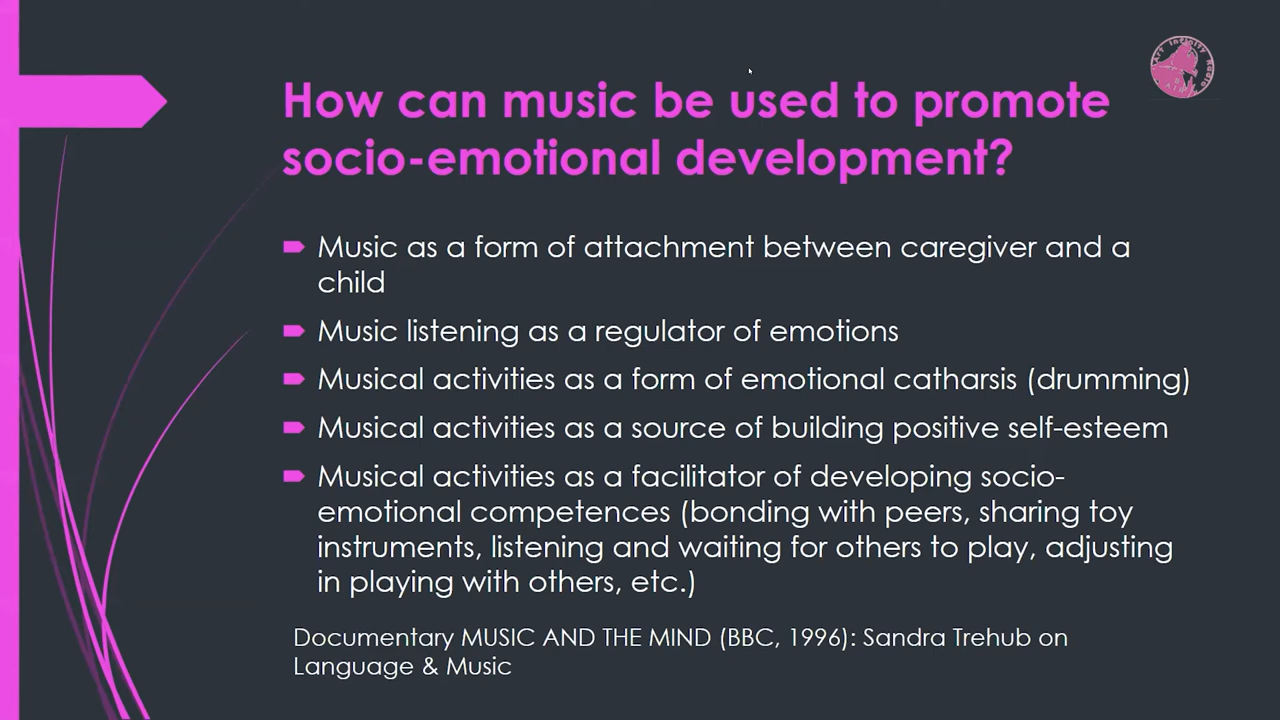 How can music be used to promote
socio-emotional development?
Music as a form of attachment between caregiver and a
child
Music listening as a regulator of emotions
Musical activities as a form of emotional catharsis (drumming)
Musical activities as a source of building positive self-esteem
Musical activities as a facilitator of developing socio-
emotional competences (bonding with peers, sharing toy
instruments, listening and waiting for others to play, adjusting
in playing with others, etc.)
Documentary MUSIC AND THE MIND (BBC, 1996): Sandra Trehub on
Language & Music
Art Infinity Radio